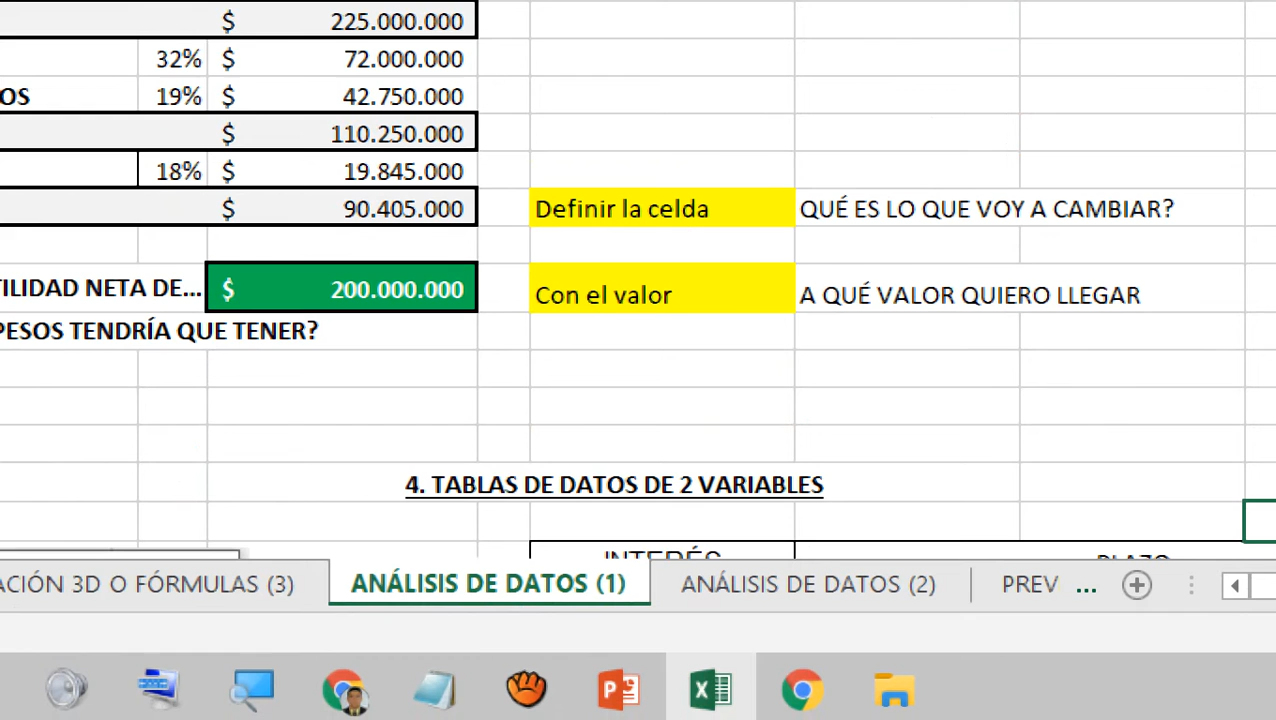 $ 225.000.000
32% $ 72.000.000
OS 19% $ 42.750.000
$ 110.250.000
18% $ 19.845.000
$ 90.405.000 Definir la celda QUÉ ES LO QUE VOY A CAMBIAR?
TILIDAD NETA DE... $ 200.000.000 Con el valor A QUÉ VALOR QUIERO LLEGAR
PESOS TENDRÍA QUE TENER?
4. TABLAS DE DATOS DE 2 VARIABLES
INTERÉS PLAZO
ACIÓN 3D O FÓRMULAS (3) ANÁLISIS DE DATOS (1) ANÁLISIS DE DATOS (2) PREV ...